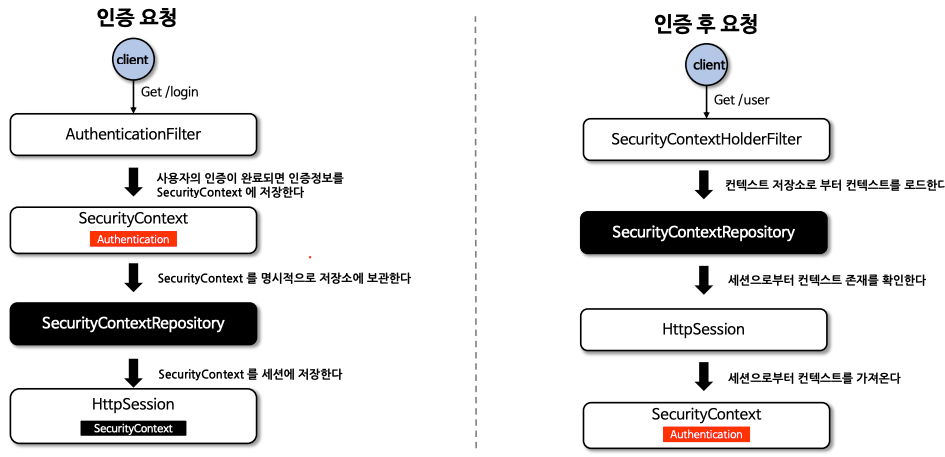 인증 요청
client
Get /login
AuthenticationFilter
사용자의 인증이 완료되면 인증정보를
SecurityContext 에 저장한다
SecurityContext
Authentication
SecurityContext 를 명시적으로 저장소에 보관한다
SecurityContextRepository
SecurityContext 를 세션에 저장한다
HttpSession
SecurityContext
인증 후 요청
client
Get /user
SecurityContextHolderFilter
컨텍스트 저장소로 부터 컨텍스트를 로드한다
SecurityContextRepository
세션으로부터 컨텍스트 존재를 확인한다
HttpSession
세션으로부터 컨텍스트를 가져온다
SecurityContext
Authentication